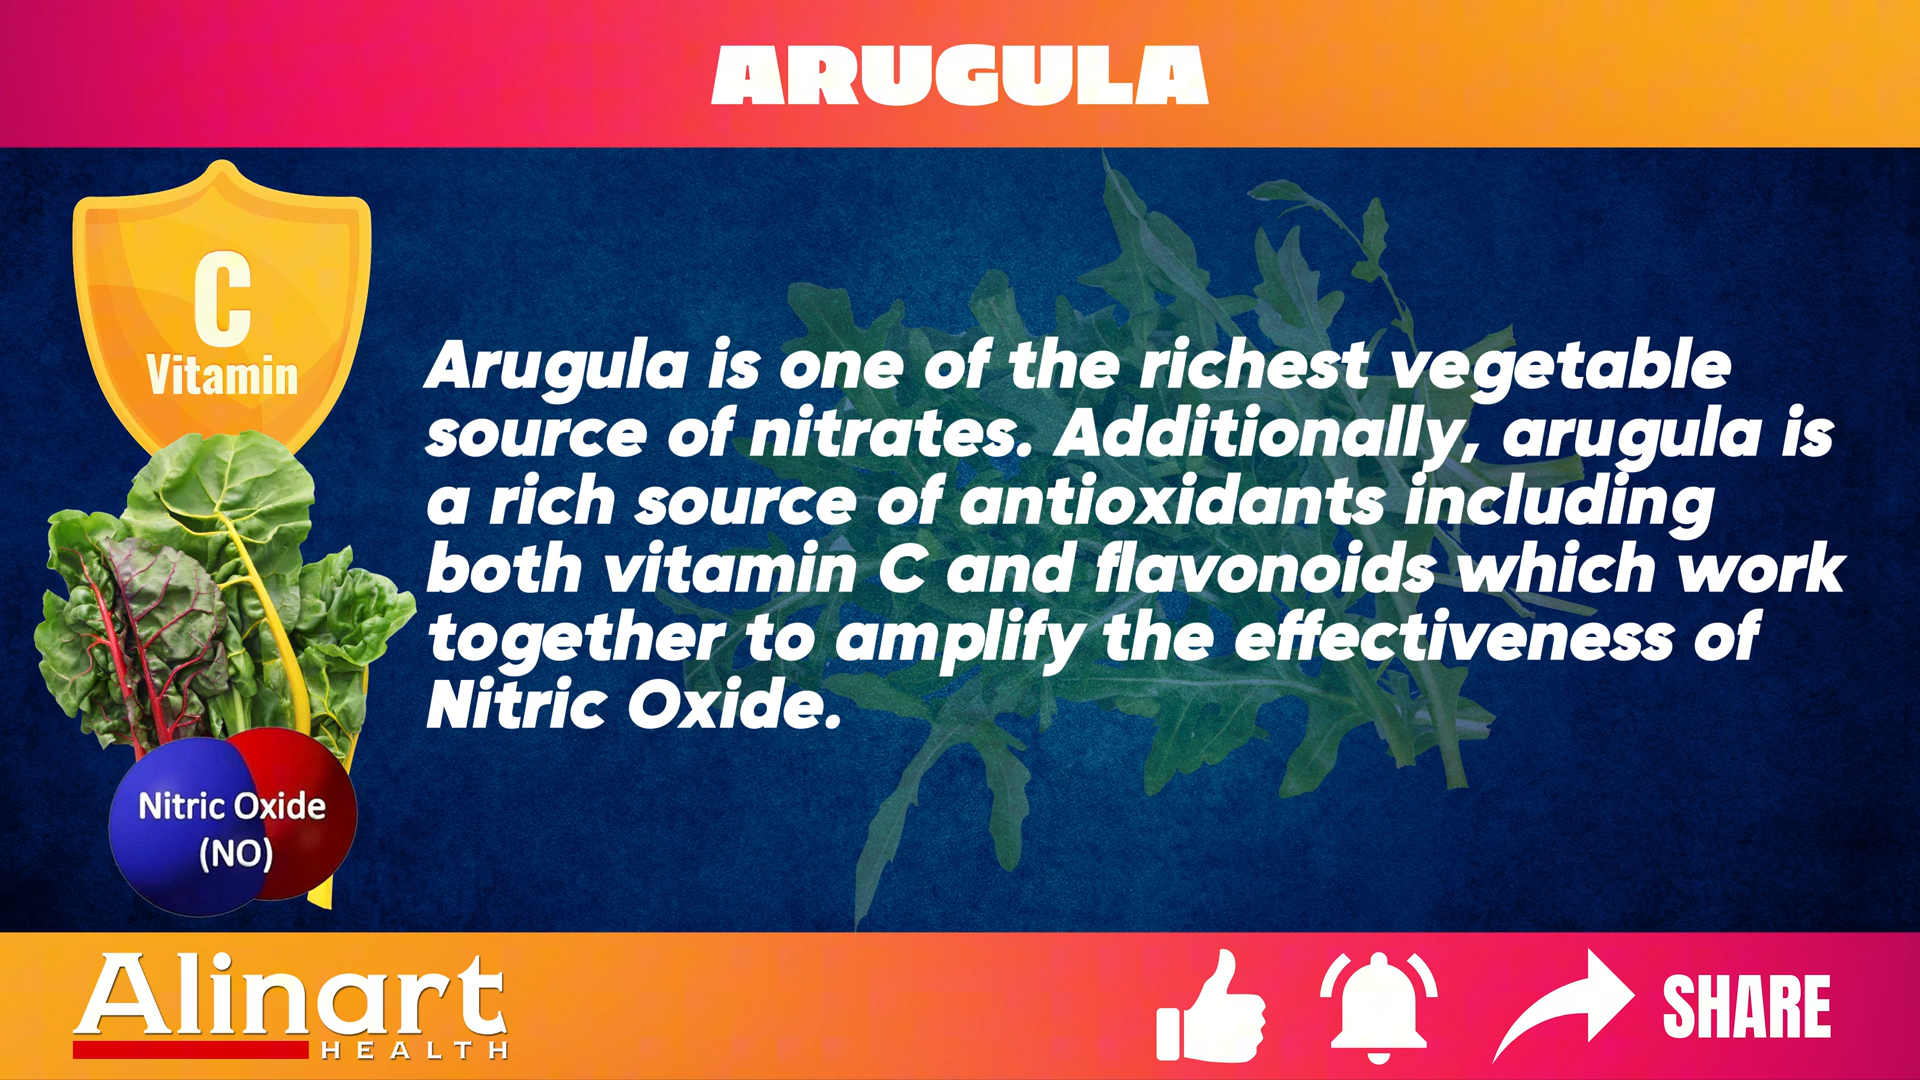 ARUGULA
C
Vitamin
Arugula is one of the richest vegetable
source of nitrates. Additionally, arugula is
a rich source of antioxidants including
both vitamin C and flavonoids which work
together to amplify the effectiveness of
Nitric Oxide.
Nitric Oxide
(NO)
Alinart
HEALTH
SHARE